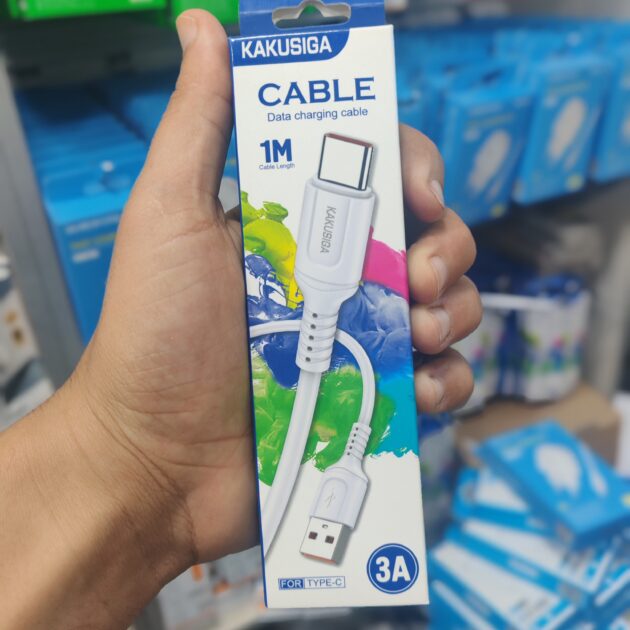 KAKUSIGA
CABLE
Data charging cable
1M
Cable Length
KAKUSIGA
FOR TYPE-C
3A